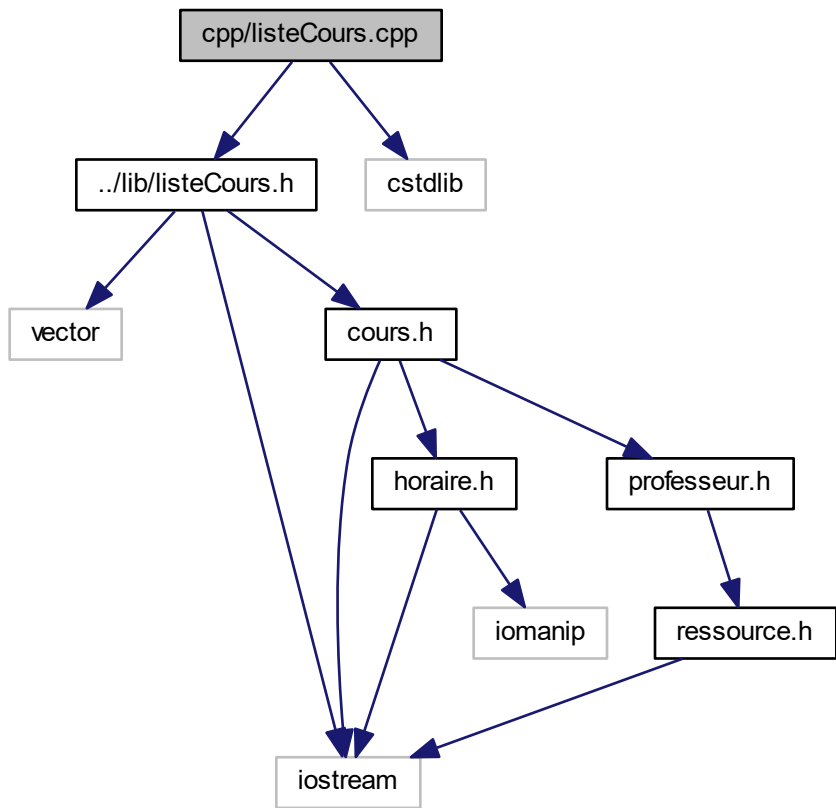 cpp/listeCours.cpp
../lib/listeCours.h
cstdlib
vector
cours.h
horaire.h
professeur.h
iomanip
ressource.h
iostream